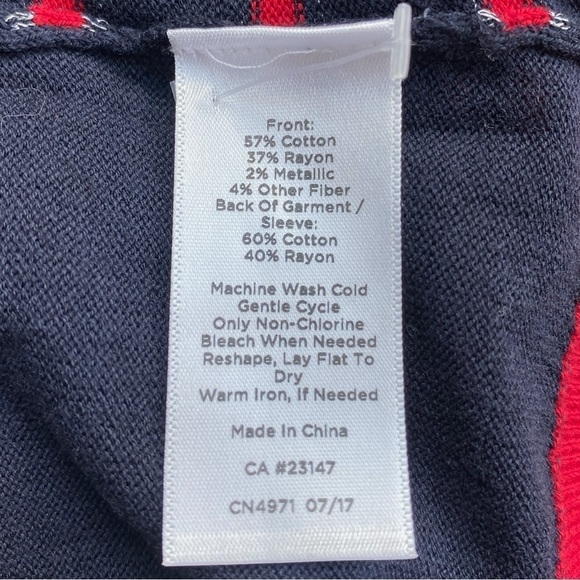 Front:
57% Cotton
37% Rayon
2% Metallic
4% Other Fiber
Back Of Garment /
Sleeve:
60% Cotton
40% Rayon
Machine Wash Cold
Gentle Cycle
Only Non-Chlorine
Bleach When Needed
Reshape, Lay Flat To
Dry
Warm Iron, If Needed
Made In China
CA #23147
CN4971 07/17